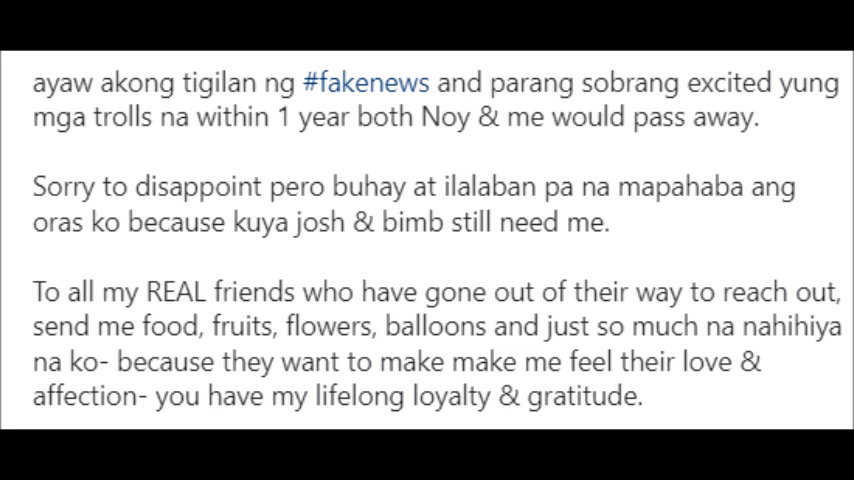 ayaw akong tigilan ng #fakenews and parang sobrang excited yung
mga trolls na within 1 year both Noy & me would pass away.
Sorry to disappoint pero buhay at ilalaban pa na mapahaba ang
oras ko because kuya josh & bimb still need me.
To all my REAL friends who have gone out of their way to reach out,
send me food, fruits, flowers, balloons and just so much na nahihiya
na ko- because they want to make make me feel their love &
affection- you have my lifelong loyalty & gratitude.